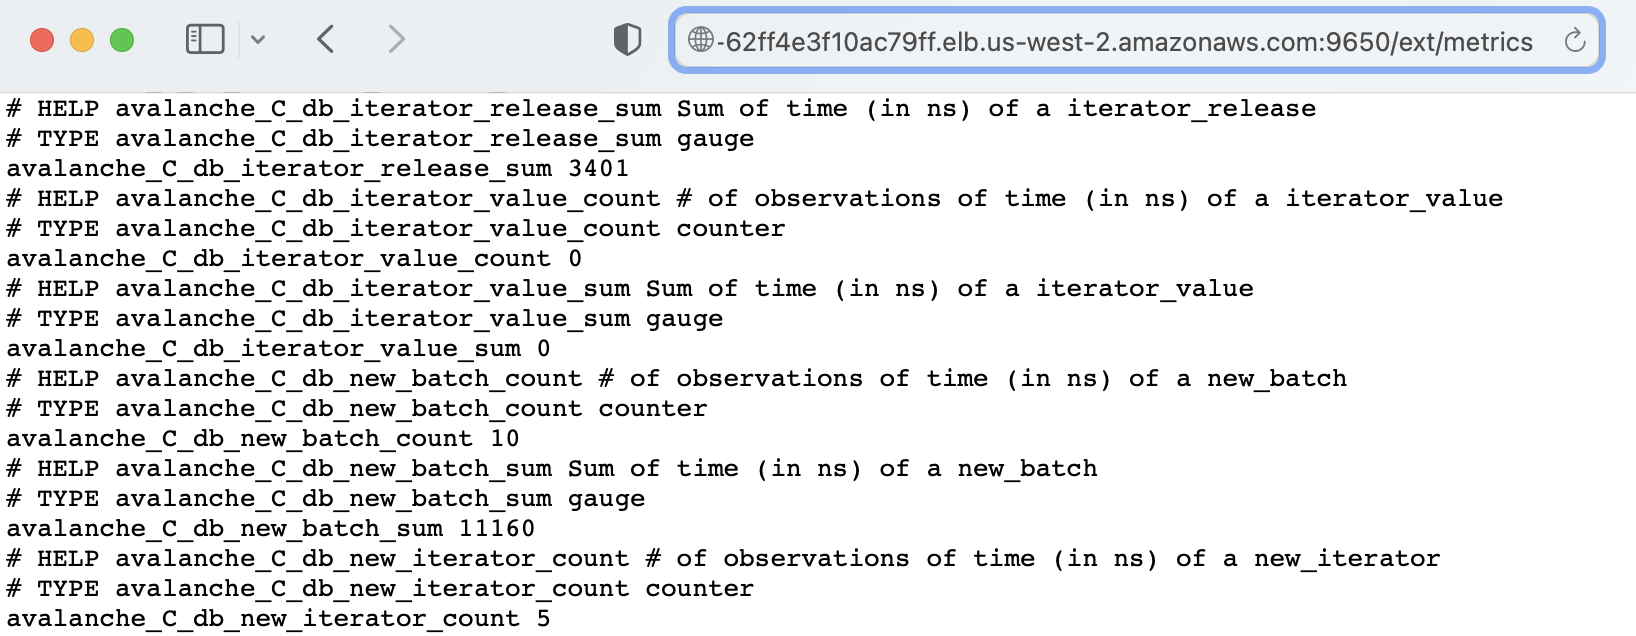 -62ff4e3f10ac79ff.elb.us-west-2.amazonaws.com:9650/ext/metrics
# HELP avalanche_C_db_iterator_release_sum Sum of time (in ns) of a iterator_release
# TYPE avalanche_C_db_iterator_release_sum gauge
avalanche_C_db_iterator_release_sum 3401
# HELP avalanche_C_db_iterator_value_count # of observations of time (in ns) of a iterator_value
# TYPE avalanche_C_db_iterator_value_count counter
avalanche_C_db_iterator_value_count 0
# HELP avalanche_C_db_iterator_value_sum Sum of time (in ns) of a iterator_value
# TYPE avalanche_C_db_iterator_value_sum gauge
avalanche_C_db_iterator_value_sum 0
# HELP avalanche_C_db_new_batch_count # of observations of time (in ns) of a new_batch
# TYPE avalanche_C_db_new_batch_count counter
avalanche_C_db_new_batch_count 10
# HELP avalanche_C_db_new_batch_sum Sum of time (in ns) of a new_batch
# TYPE avalanche_C_db_new_batch_sum gauge
avalanche_C_db_new_batch_sum 11160
# HELP avalanche_C_db_new_iterator_count # of observations of time (in ns) of a new_iterator
# TYPE avalanche_C_db_new_iterator_count counter
avalanche_C_db_new_iterator_count 5